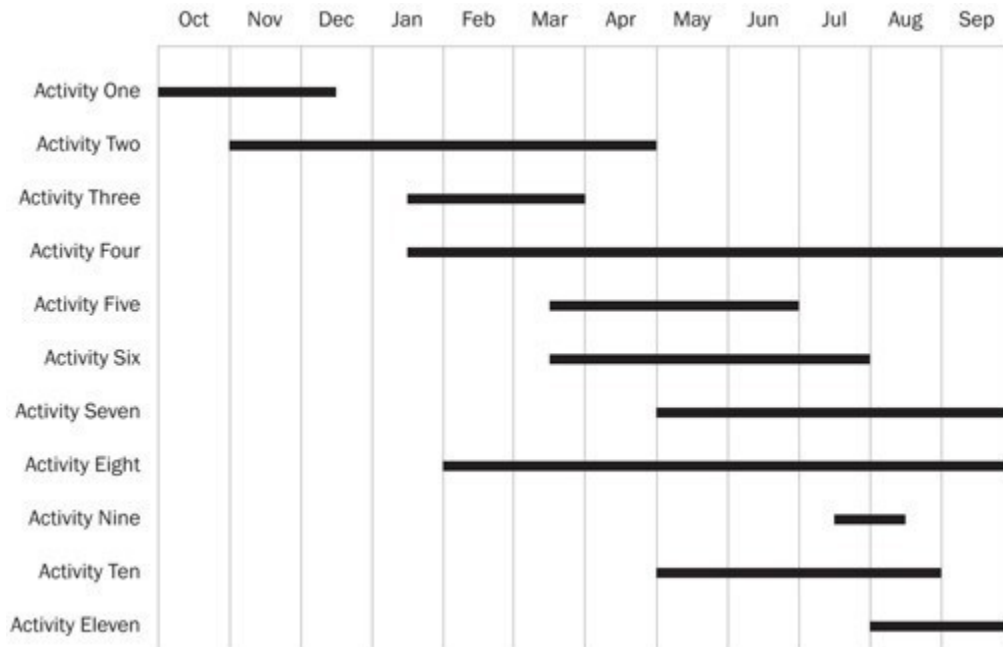 Oct Nov Dec Jan Feb Mar Apr May Jun Jul Aug Sep
Activity One
Activity Two
Activity Three
Activity Four
Activity Five
Activity Six
Activity Seven
Activity Eight
Activity Nine
Activity Ten
Activity Eleven